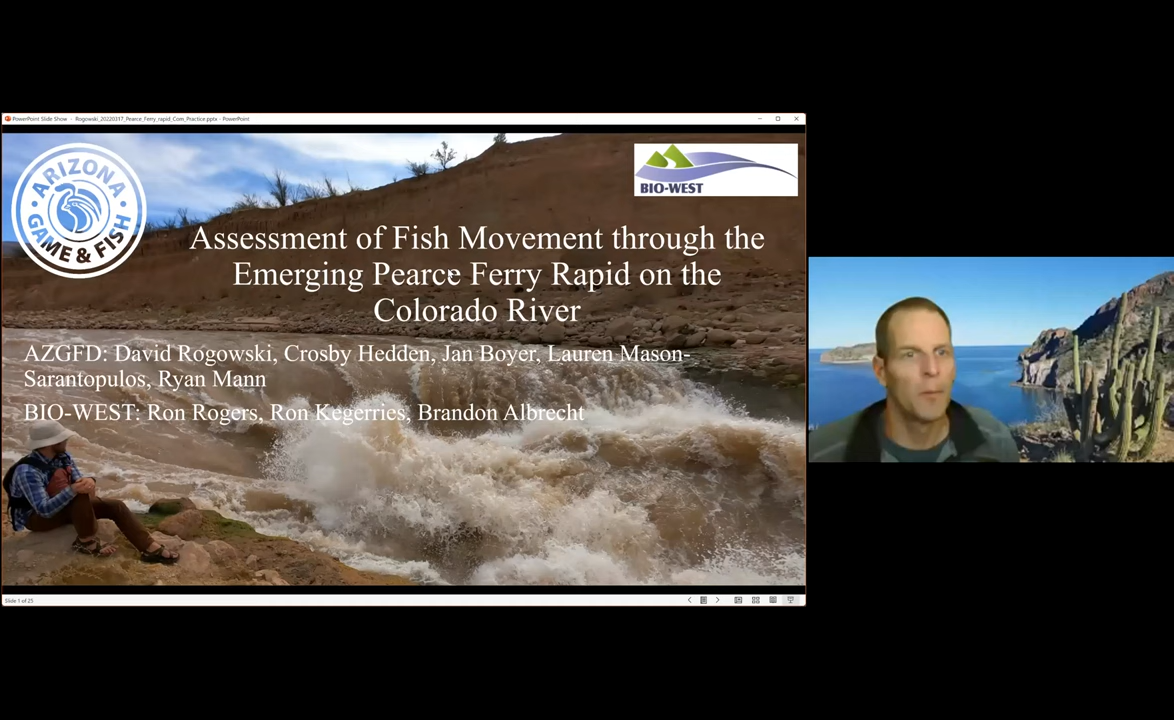 PowerPoint Slide Show - Rogowski_20220317_Pearce_Ferry_rapid_Com_Practice.pptx - PowerPoint
ARIZONA
GAME & FISH
BIO-WEST
Assessment of Fish Movement through the
Emerging Pearce Ferry Rapid on the
Colorado River
AZGFD: David Rogowski, Crosby Hedden, Jan Boyer, Lauren Mason-
Sarantopulos, Ryan Mann
BIO-WEST: Ron Rogers, Ron Kegerries, Brandon Albrecht
Slide 1 of 25